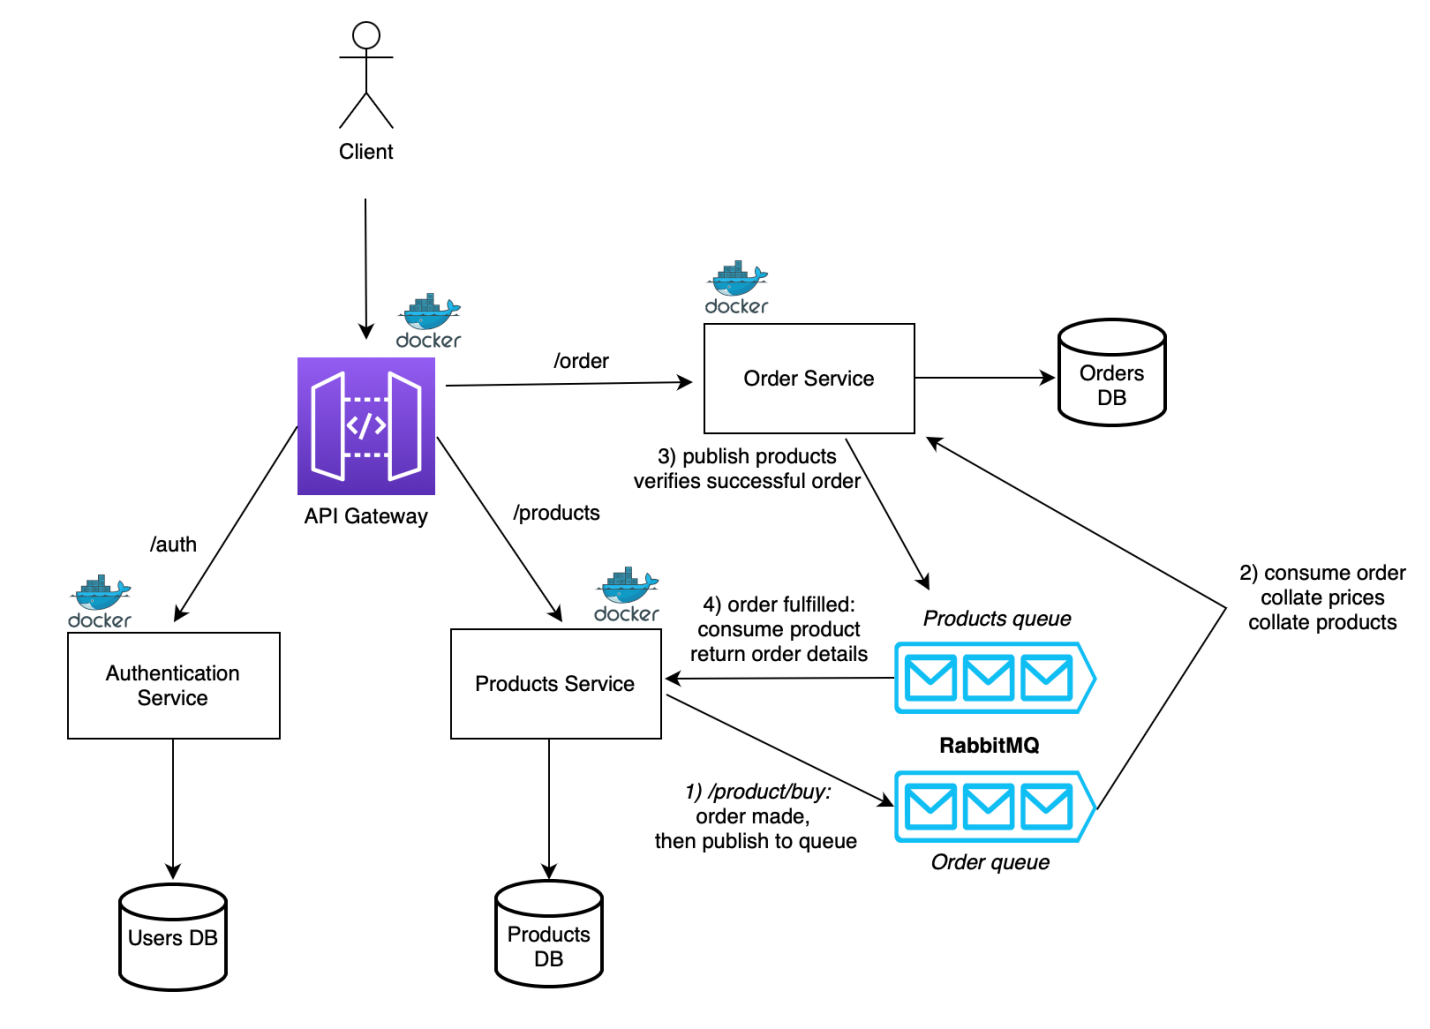 Client
docker
docker
/order
Order Service
Orders
DB
API Gateway
3) publish products
verifies successful order
/products
/auth
docker
docker
2) consume order
collate prices
collate products
4) order fulfilled:
consume product
return order details
Products queue
Authentication
Service
Products Service
RabbitMQ
1) /product/buy:
order made,
then publish to queue
Order queue
Users DB
Products
DB